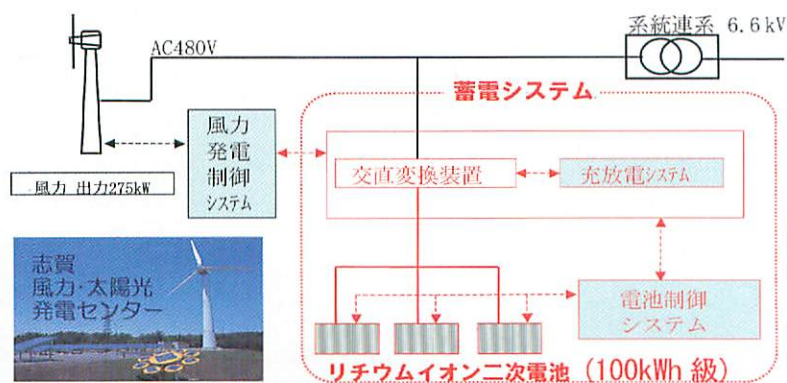 系統連系 6.6kV
AC480V
蓄電システム
風力
発電
制御
システム
交直変換装置
充放電システム
風力 出力275kW
志賀
風力・太陽光
発電センター
電池制御
システム
リチウムイオン二次電池 (100kWh 級)